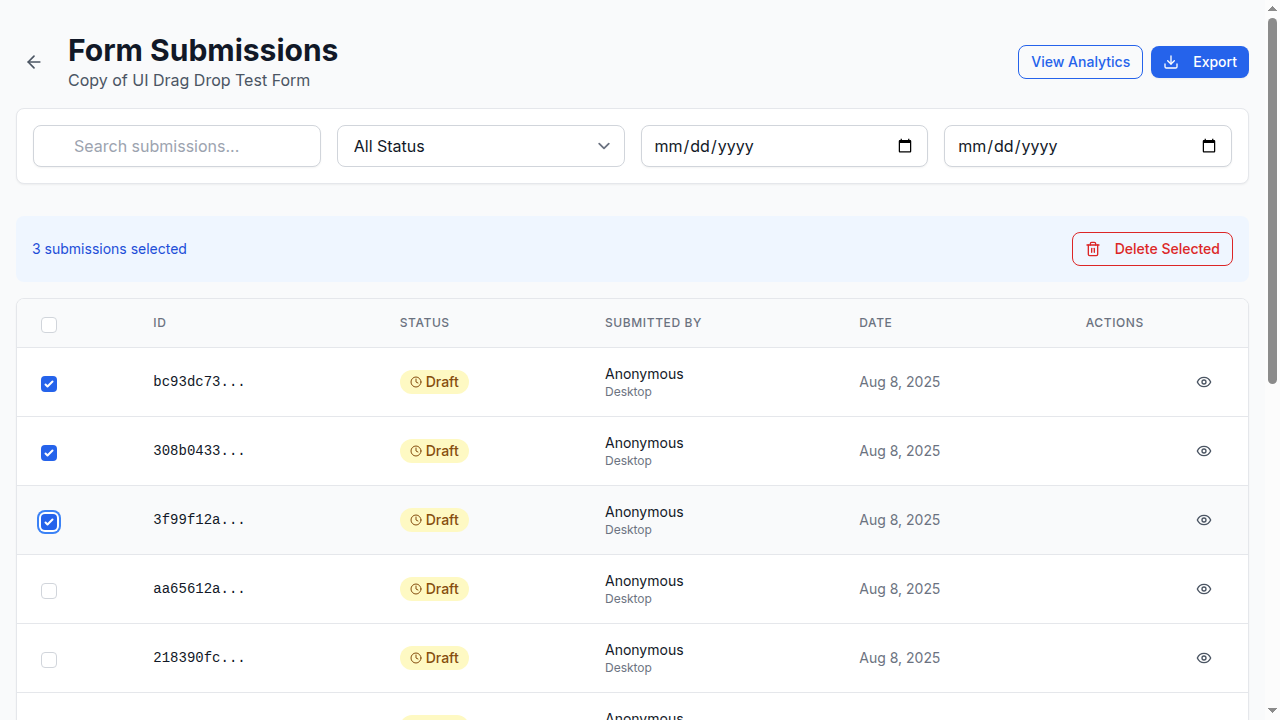 Form Submissions
Copy of UI Drag Drop Test Form
View Analytics
Export
Search submissions...
All Status
mm/dd/yyyy
mm/dd/yyyy
3 submissions selected
Delete Selected
ID STATUS SUBMITTED BY DATE ACTIONS
bc93dc73... Draft Anonymous Aug 8, 2025
Desktop
308b0433... Draft Anonymous Aug 8, 2025
Desktop
3f99f12a... Draft Anonymous Aug 8, 2025
Desktop
aa65612a... Draft Anonymous Aug 8, 2025
Desktop
218390fc... Draft Anonymous Aug 8, 2025
Desktop
Anonymous